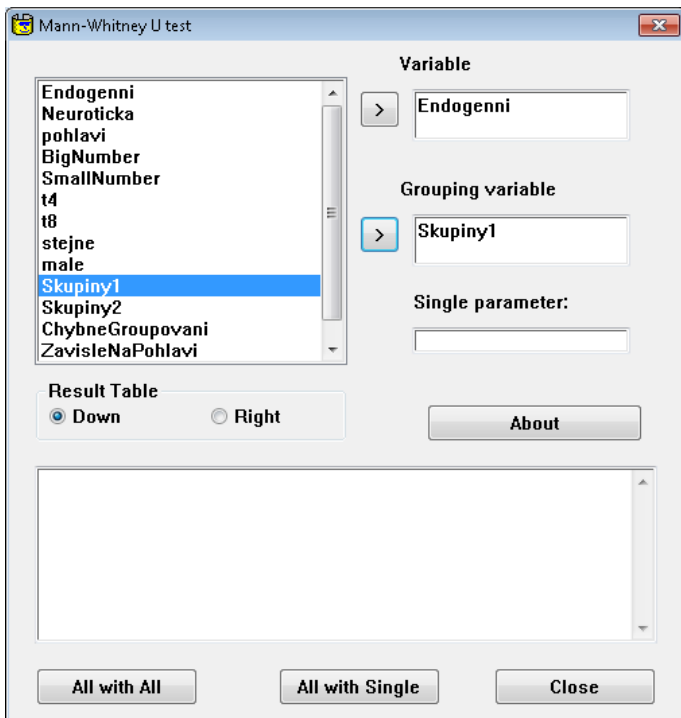 Mann-Whitney U test
Variable
Endogenni
Neuroticka
pohlavi
BigNumber
SmallNumber
t4
t8
stejne
male
Skupiny1
Skupiny2
ChybneGroupovani
ZavisleNaPohlavi
>
Endogenni
Grouping variable
>
Skupiny1
Single parameter:
Result Table
Down
Right
About
All with All
All with Single
Close